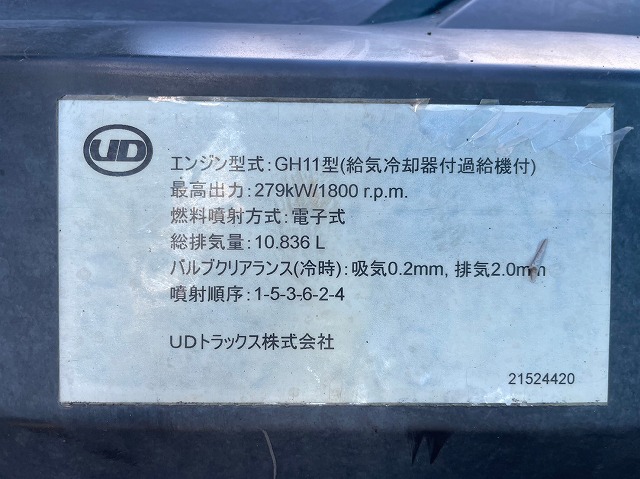 UD
エンジン型式:GH11型(給気冷却器付過給機付)
最高出力:279kW/1800 r.p.m.
燃料噴射方式:電子式
総排気量:10.836 L
バルブクリアランス(冷時):吸気0.2mm, 排気2.0mm
噴射順序:1-5-3-6-2-4
UDトラックス株式会社
21524420